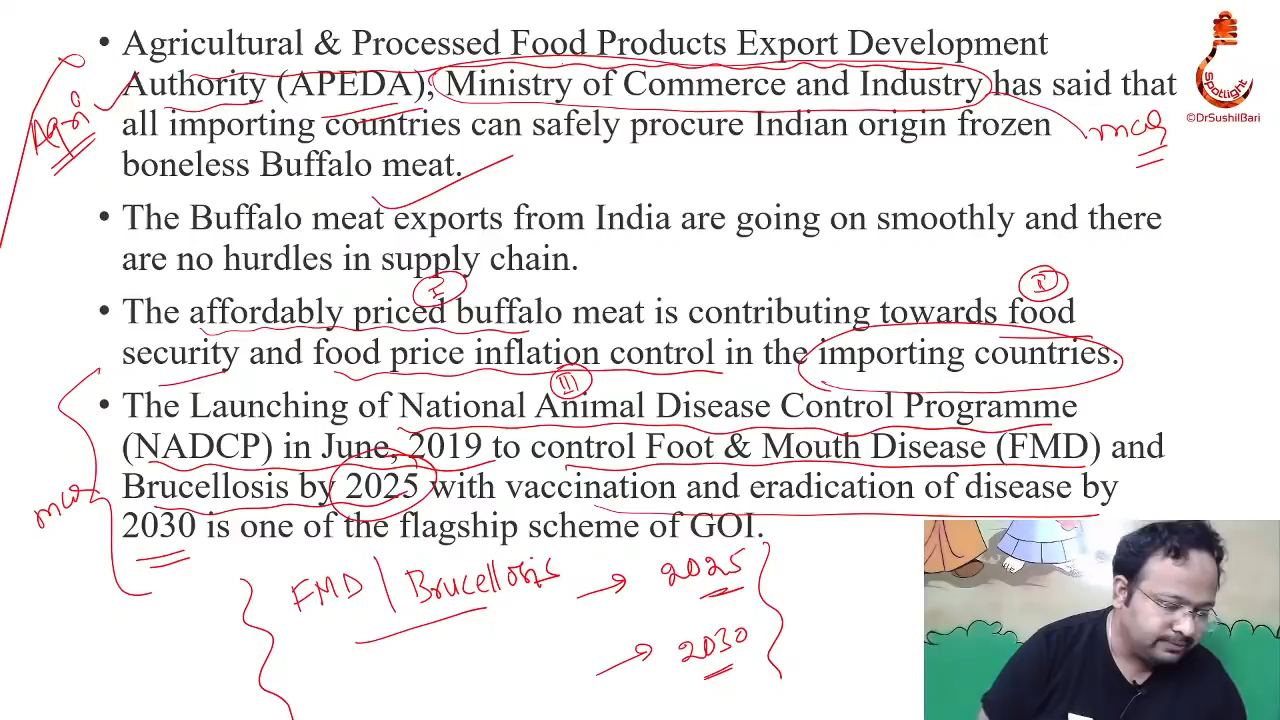 • Agricultural & Processed Food Products Export Development
Authority (APEDA), Ministry of Commerce and Industry has said that
all importing countries can safely procure Indian origin frozen
boneless Buffalo meat.
• The Buffalo meat exports from India are going on smoothly and there
are no hurdles in supply chain.
• The affordably priced buffalo meat is contributing towards food
security and food price inflation control in the importing countries.
• The Launching of National Animal Disease Control Programme
(NADCP) in June, 2019 to control Foot & Mouth Disease (FMD) and
Brucellosis by 2025 with vaccination and eradication of disease by
2030 is one of the flagship scheme of GOI.
Spotlight
©DrSushilBari
Agri
mcq
I
II
III
mcq
FMD | Brucellosis → 2025
→ 2030